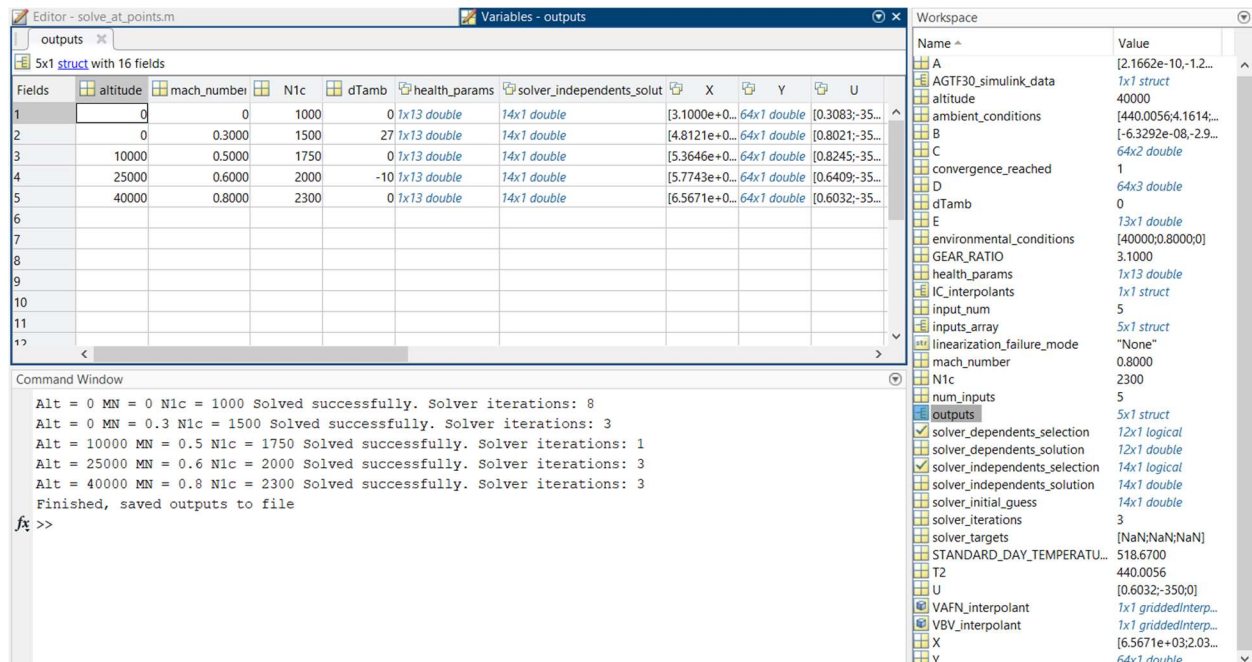 Editor - solve_at_points.m
Variables - outputs
outputs
5x1 struct with 16 fields
Fields altitude mach_number N1c dTamb health_params solver_independents_solut X Y U
1 0 0 1000 0 1x13 double 14x1 double [3.1000e+0... 64x1 double [0.3083;-35...
2 0 0.3000 1500 27 1x13 double 14x1 double [4.8121e+0... 64x1 double [0.8021;-35...
3 10000 0.5000 1750 0 1x13 double 14x1 double [5.3646e+0... 64x1 double [0.8245;-35...
4 25000 0.6000 2000 -10 1x13 double 14x1 double [5.7743e+0... 64x1 double [0.6409;-35...
5 40000 0.8000 2300 0 1x13 double 14x1 double [6.5671e+0... 64x1 double [0.6032;-35...
6
7
8
9
10
11
12
Command Window
Alt = 0 MN = 0 N1c = 1000 Solved successfully. Solver iterations: 8
Alt = 0 MN = 0.3 N1c = 1500 Solved successfully. Solver iterations: 3
Alt = 10000 MN = 0.5 N1c = 1750 Solved successfully. Solver iterations: 1
Alt = 25000 MN = 0.6 N1c = 2000 Solved successfully. Solver iterations: 3
Alt = 40000 MN = 0.8 N1c = 2300 Solved successfully. Solver iterations: 3
Finished, saved outputs to file
fx >>
Workspace
Name Value
A [2.1662e-10,-1.2...
AGTF30_simulink_data 1x1 struct
altitude 40000
ambient_conditions [440.0056;4.1614;...
B [-6.3292e-08,-2.9...
C 64x2 double
convergence_reached 1
D 64x3 double
dTamb 0
E 13x1 double
environmental_conditions [40000;0.8000;0]
GEAR_RATIO 3.1000
health_params 1x13 double
IC_interpolants 1x1 struct
input_num 5
inputs_array 5x1 struct
linearization_failure_mode "None"
mach_number 0.8000
N1c 2300
num_inputs 5
outputs 5x1 struct
solver_dependents_selection 12x1 logical
solver_dependents_solution 12x1 double
solver_independents_selection 14x1 logical
solver_independents_solution 14x1 double
solver_initial_guess 14x1 double
solver_iterations 3
solver_targets [NaN;NaN;NaN]
STANDARD_DAY_TEMPERATU... 518.6700
T2 440.0056
U [0.6032;-350;0]
VAFN_interpolant 1x1 griddedInterp...
VBV_interpolant 1x1 griddedInterp...
X [6.5671e+03;2.03...
Y 64x1 double